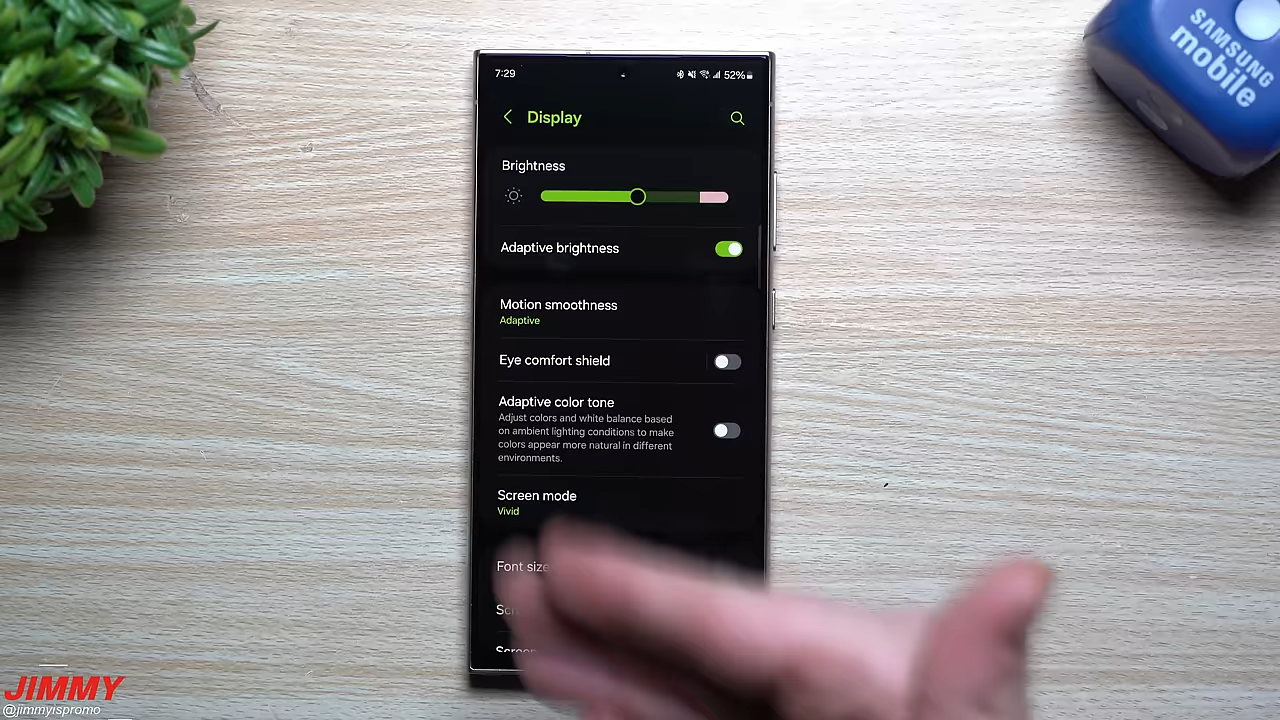 SAMSUNG
mobile
7:29
52%
Display
Brightness
Adaptive brightness
Motion smoothness
Adaptive
Eye comfort shield
Adaptive color tone
Adjust colors and white balance based
on ambient lighting conditions to make
colors appear more natural in different
environments.
Screen mode
Vivid
Font size
JIMMY
@jimmyispromo